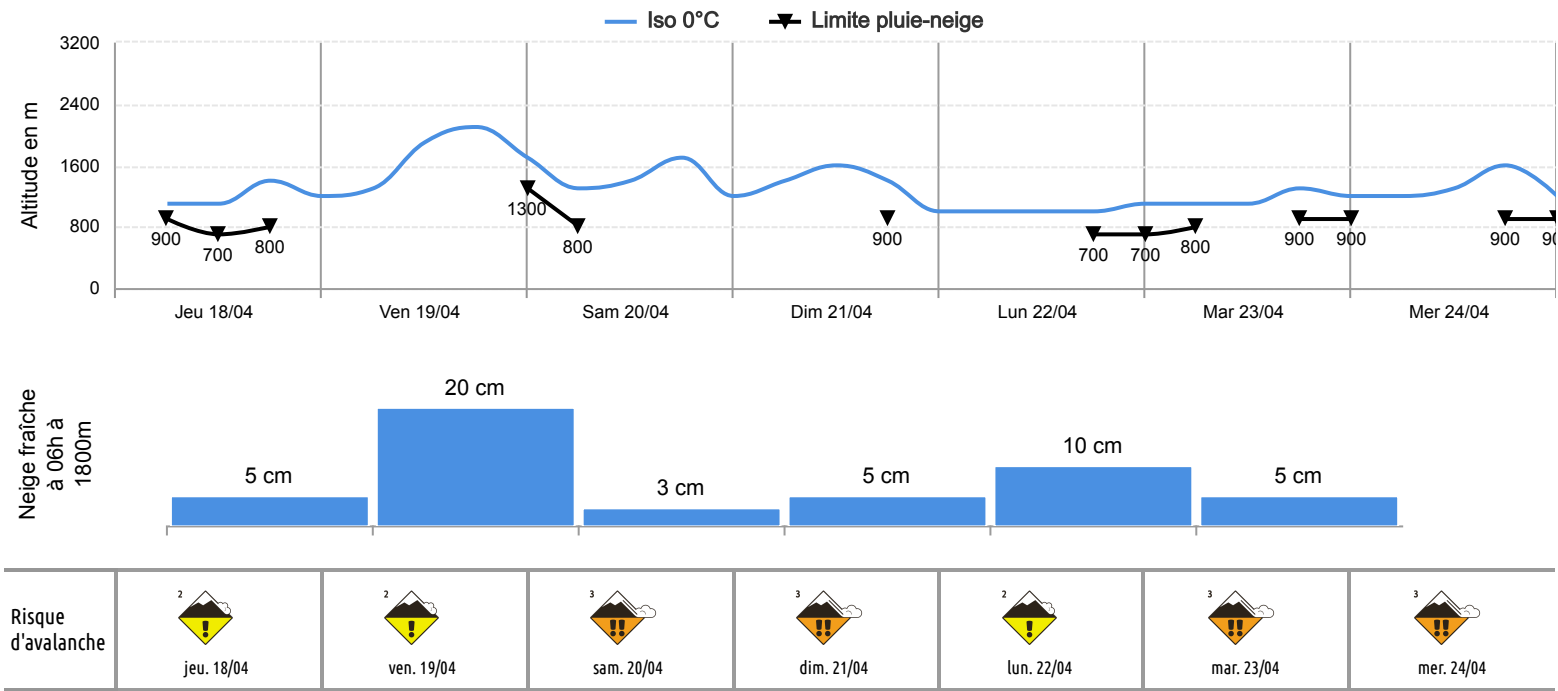 Iso 0°C Limite pluie-neige
Altitude en m
3200
2400
1600
800
0
900 700 800 1300 800 900 700 700 800 900 900 900
Jeu 18/04 Ven 19/04 Sam 20/04 Dim 21/04 Lun 22/04 Mar 23/04 Mer 24/04
Neige fraîche
à 06h à
1800m
5 cm 20 cm 3 cm 5 cm 10 cm 5 cm
Risque
d'avalanche
2 2 3 3 2 3 3
jeu. 18/04 ven. 19/04 sam. 20/04 dim. 21/04 lun. 22/04 mar. 23/04 mer. 24/04